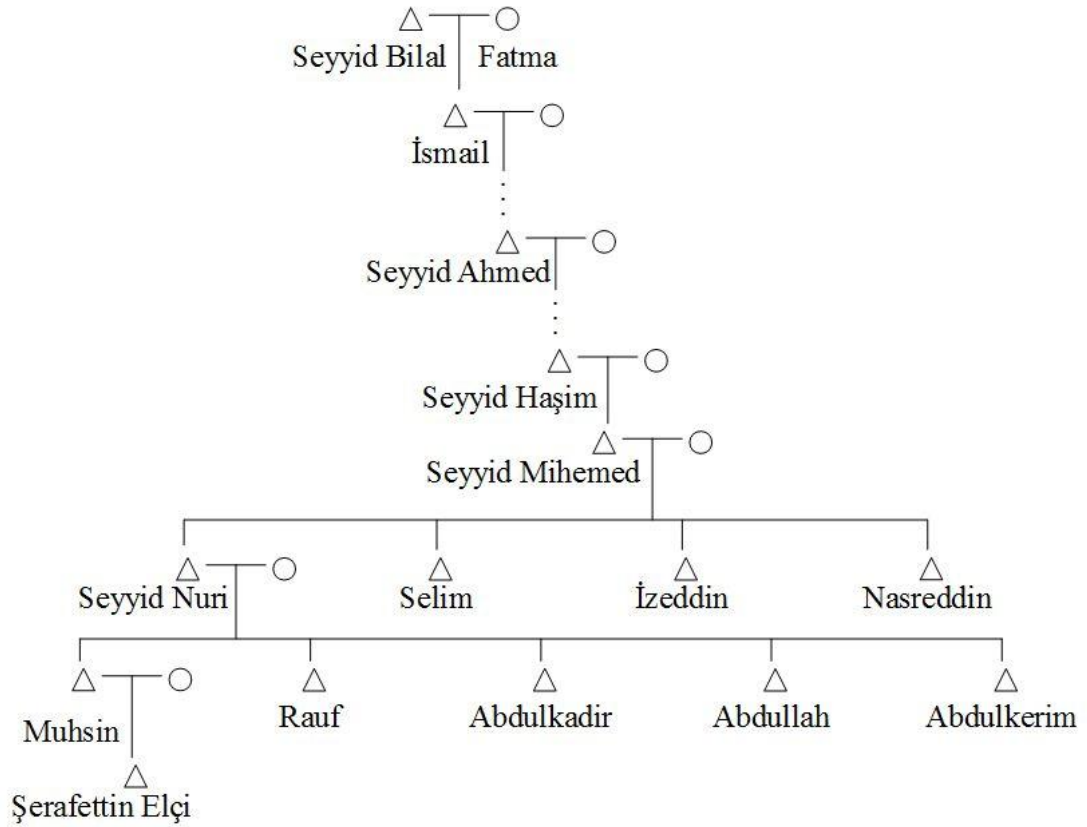 Seyyid Bilal Fatma
İsmail
Seyyid Ahmed
Seyyid Haşim
Seyyid Mihemed
Seyyid Nuri Selim İzeddin Nasreddin
Muhsin Rauf Abdulkadir Abdullah Abdulkerim
Şerafettin Elçi